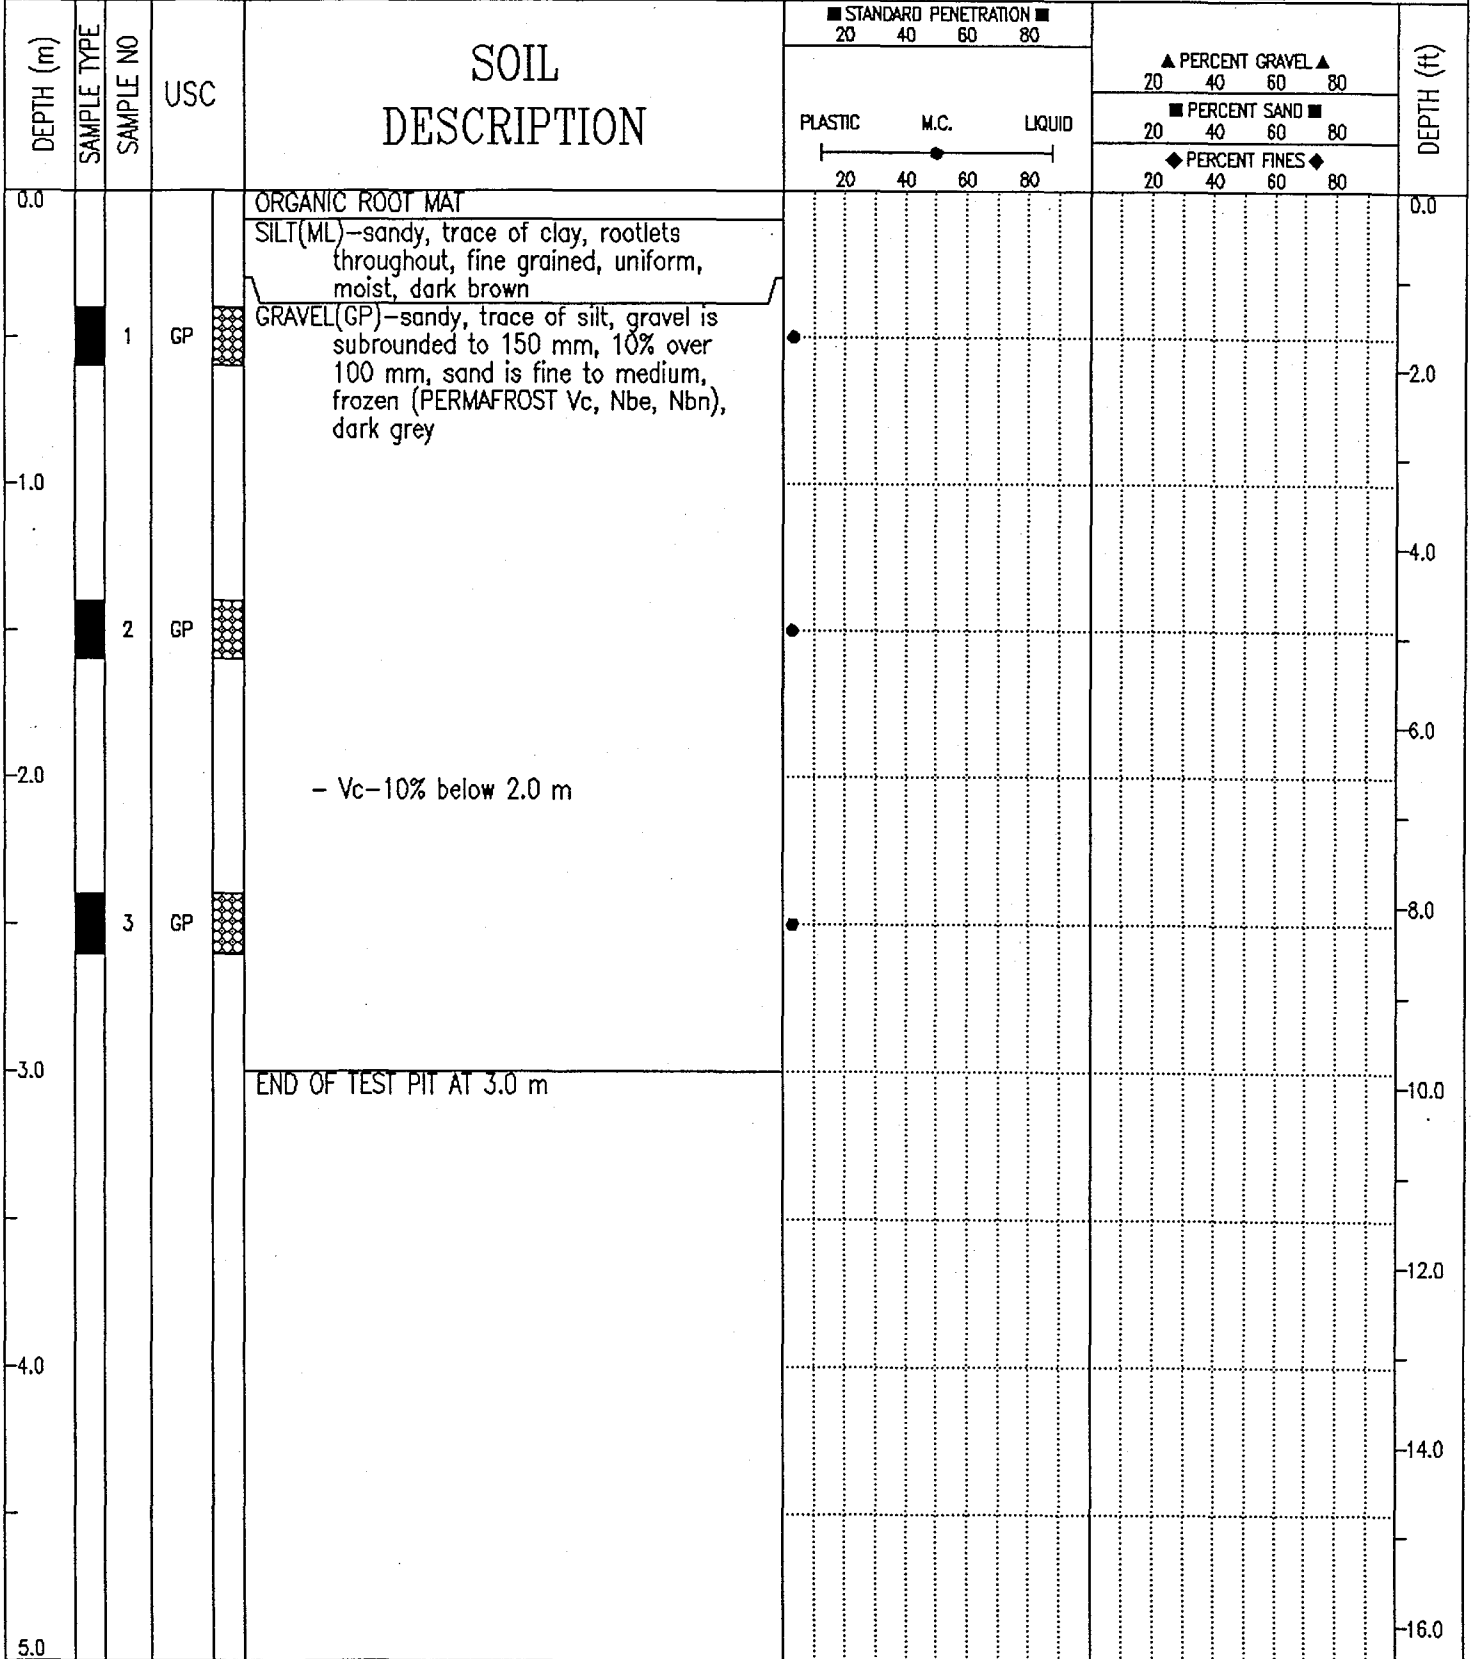 DEPTH (m)
SAMPLE TYPE
SAMPLE NO
USC
SOIL
DESCRIPTION
■ STANDARD PENETRATION ■
20 40 60 80
PLASTIC M.C. LIQUID
20 40 60 80
▲ PERCENT GRAVEL ▲
20 40 60 80
■ PERCENT SAND ■
20 40 60 80
◆ PERCENT FINES ◆
20 40 60 80
DEPTH (ft)
0.0
ORGANIC ROOT MAT
0.0
SILT(ML)-sandy, trace of clay, rootlets
throughout, fine grained, uniform,
moist, dark brown
GRAVEL(GP)-sandy, trace of silt, gravel is
1 GP
subrounded to 150 mm, 10% over
100 mm, sand is fine to medium,
2.0
frozen (PERMAFROST Vc, Nbe, Nbn),
dark grey
1.0
4.0
2 GP
6.0
2.0
- Vc-10% below 2.0 m
8.0
3 GP
3.0
END OF TEST PIT AT 3.0 m
10.0
12.0
4.0
14.0
16.0
5.0